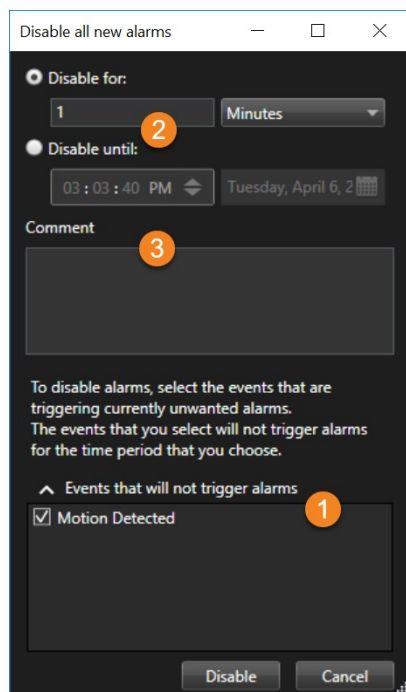 Disable all new alarms
Disable for:
1
Minutes
2
Disable until:
03 : 03 : 40 PM
Tuesday, April 6, 2
Comment
3
To disable alarms, select the events that are
triggering currently unwanted alarms.
The events that you select will not trigger alarms
for the time period that you choose.
Events that will not trigger alarms
1
Motion Detected
Disable
Cancel